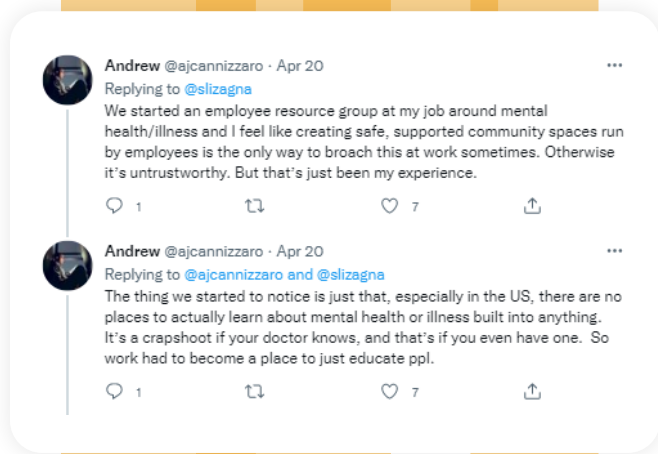 Andrew @ajcannizzaro · Apr 20
Replying to @slizagna
We started an employee resource group at my job around mental
health/illness and I feel like creating safe, supported community spaces run
by employees is the only way to broach this at work sometimes. Otherwise
it's untrustworthy. But that's just been my experience.
1 7
Andrew @ajcannizzaro · Apr 20
Replying to @ajcannizzaro and @slizagna
The thing we started to notice is just that, especially in the US, there are no
places to actually learn about mental health or illness built into anything.
It's a crapshoot if your doctor knows, and that's if you even have one.  So
work had to become a place to just educate ppl.
1 7